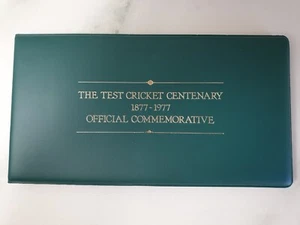 THE TEST CRICKET CENTENARY
1877-1977
OFFICIAL COMMEMORATIVE